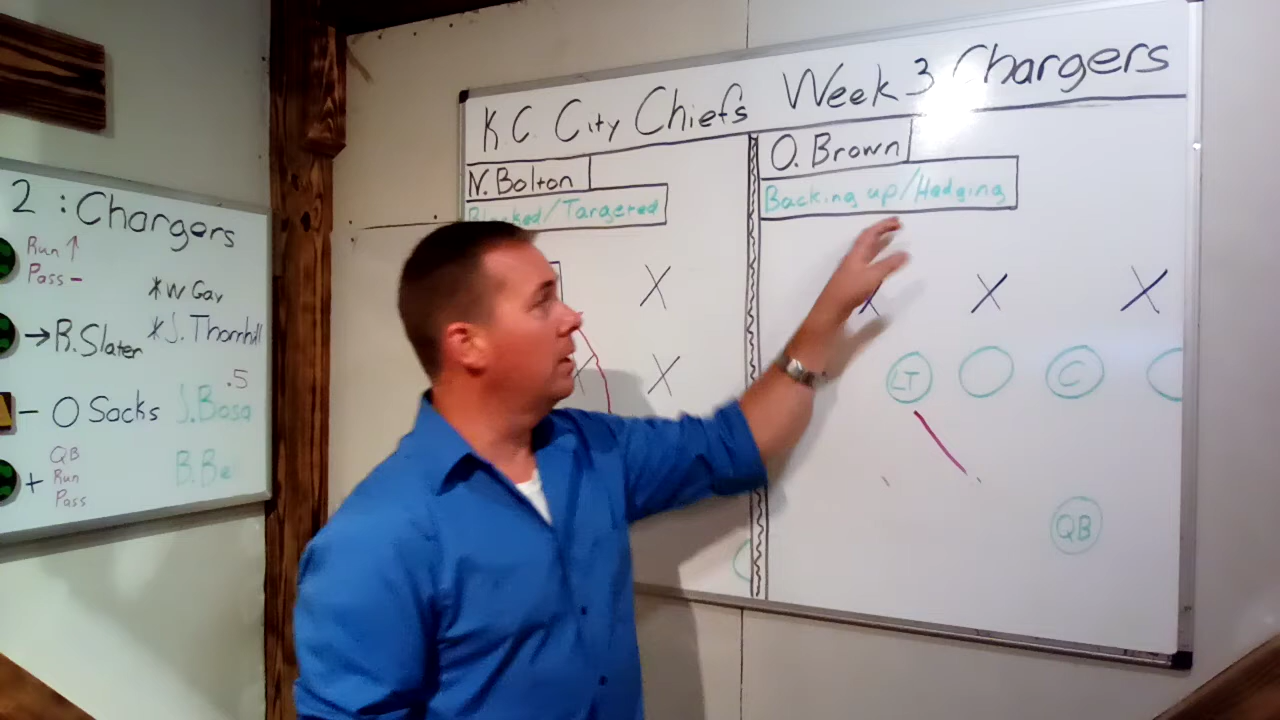 2 : Chargers
Run ↑
Pass -
* W Gay
→ R. Slater
* J. Thornhill
.5
- O Sacks
J. Bosa
+ QB
Run
Pass
B. Be
K C City Chiefs Week 3 Chargers
N. Bolton
Blocked/Targeted
X
X
X
O. Brown
Backing up/Hedging
X
X
X
LT
C
QB